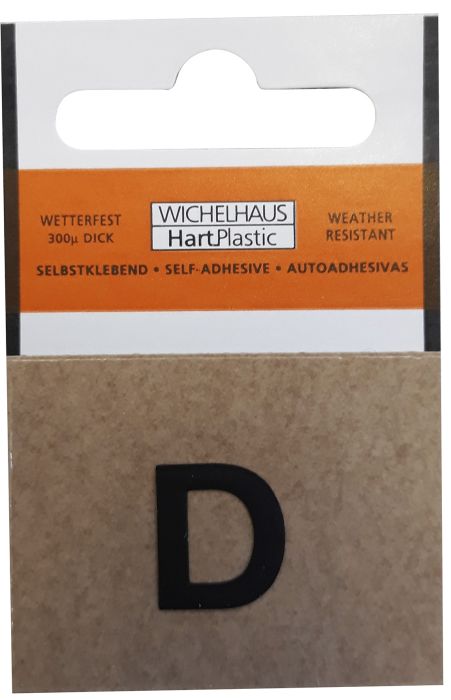 WETTERFEST
300µ DICK
WICHELHAUS
HartPlastic
WEATHER
RESISTANT
SELBSTKLEBEND • SELF-ADHESIVE • AUTOADHESIVAS
D